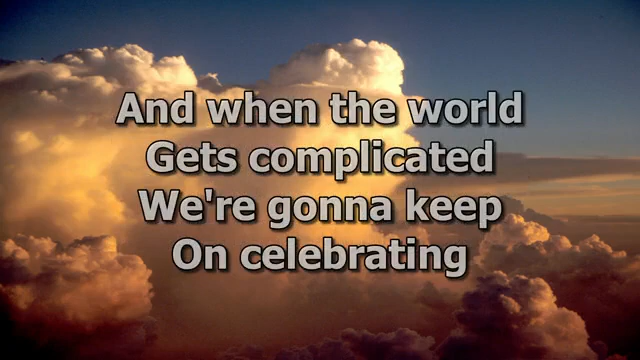 And when the world
Gets complicated
We're gonna keep
On celebrating